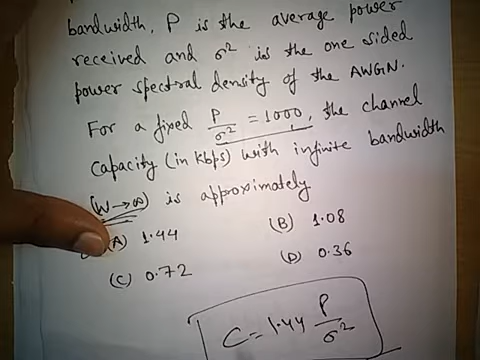 bandwidth, P is the average power
received and σ² is the one sided
power spectral density of the AWGN.
For a fixed P/σ² = 1000, the channel
capacity (in kbps) with infinite bandwidth
(W→∞) is approximately
(A) 1.44 (B) 1.08
(C) 0.72 (D) 0.36
C = 1.44 P/σ²